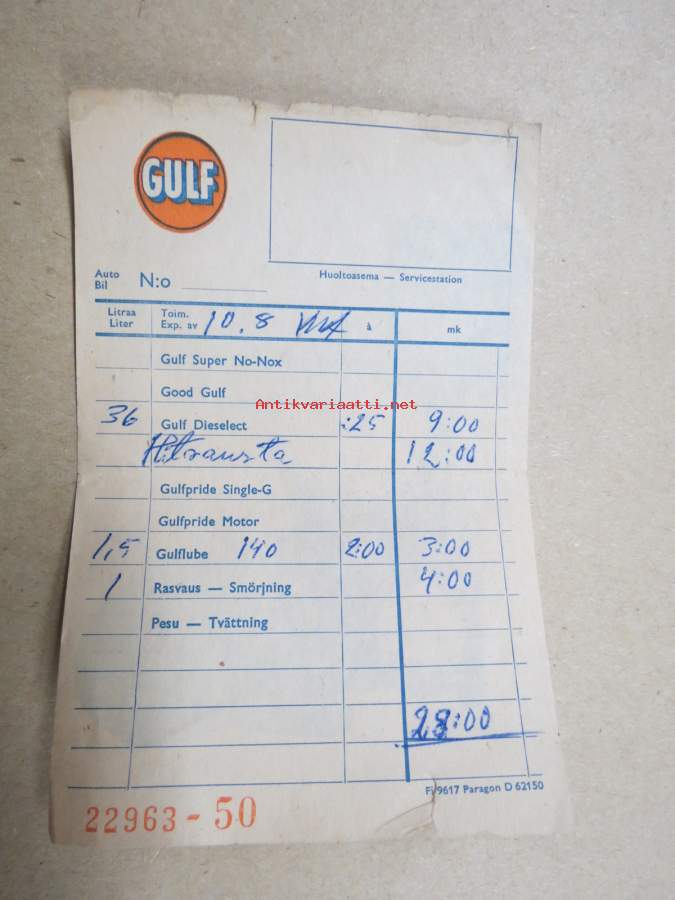 GULF
Huoltoasema — Servicestation
Auto
Bil N:o
Litraa
Liter
Toim.
Exp. av 10.8 à mk
Gulf Super No-Nox
Good Gulf
Antikvariaatti.net
36 Gulf Dieselect :25 9:00
Hitsausta 12:00
Gulfpride Single-G
Gulfpride Motor
1,5 Gulflube 140 2:00 3:00
1 Rasvaus — Smörjning 4:00
Pesu — Tvättning
28:00
Fi 9617 Paragon D 62150
22963 - 50